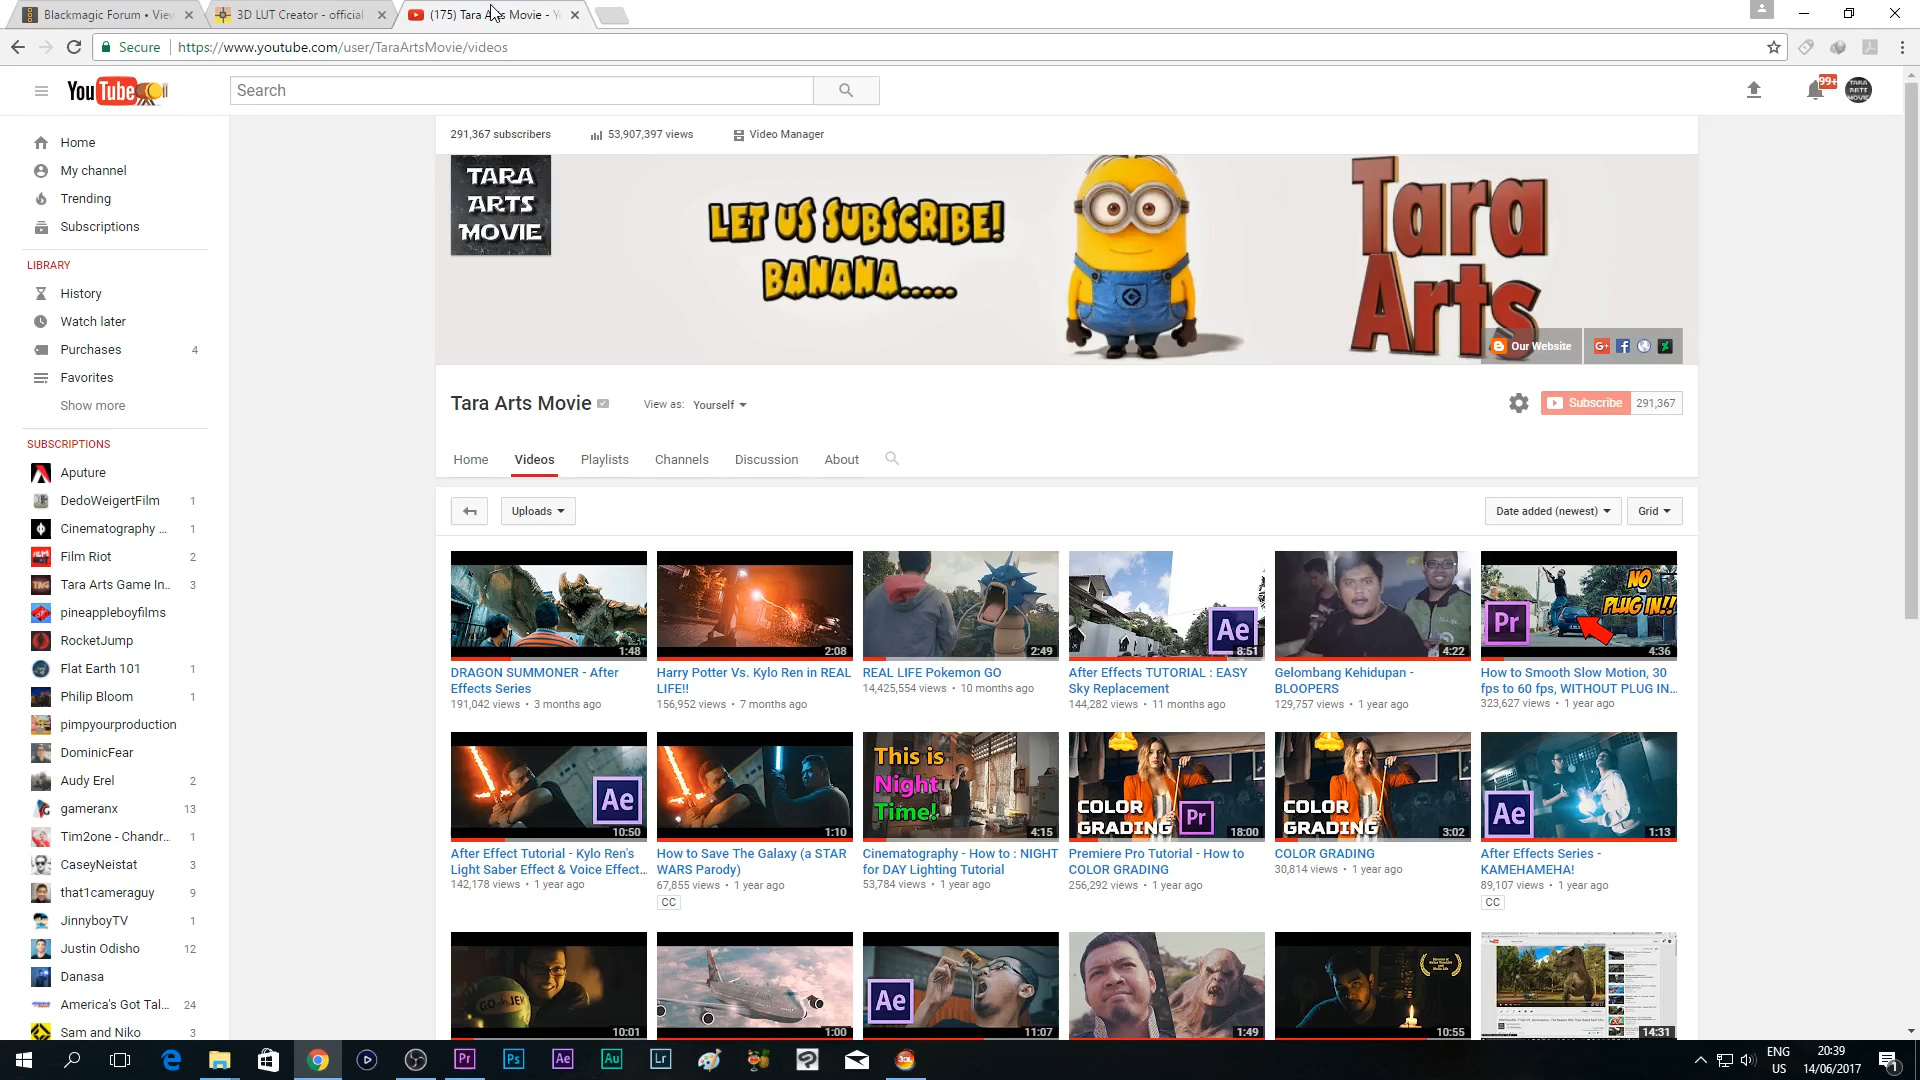 Blackmagic Forum • View
3D LUT Creator - official
(175) Tara Arts Movie - Yo
Secure
https://www.youtube.com/user/TaraArtsMovie/videos
YouTube
Search
99+
TARA
ARTS
MOVIE
Home
My channel
Trending
Subscriptions
LIBRARY
History
Watch later
Purchases 4
Favorites
Show more
SUBSCRIPTIONS
Aputure
DedoWeigertFilm 1
Cinematography ... 1
Film Riot 2
Tara Arts Game In.. 3
pineappleboyfilms
RocketJump
Flat Earth 101 1
Philip Bloom 1
pimpyourproduction
DominicFear
Audy Erel 2
gameranx 13
Tim2one - Chandr... 1
CaseyNeistat 3
that1cameraguy 9
JinnyboyTV 1
Justin Odisho 12
Danasa
America's Got Tal... 24
Sam and Niko 3
291,367 subscribers
53,907,397 views
Video Manager
TARA
ARTS
MOVIE
LET US SUBSCRIBE!
BANANA.....
Tara
Arts
Our Website
Tara Arts Movie
View as: Yourself
Subscribe 291,367
Home Videos Playlists Channels Discussion About
Uploads
Date added (newest)
Grid
1:48
DRAGON SUMMONER - After
Effects Series
191,042 views • 3 months ago
2:08
Harry Potter Vs. Kylo Ren in REAL
LIFE!!
156,952 views • 7 months ago
2:49
REAL LIFE Pokemon GO
14,425,554 views • 10 months ago
Ae
8:51
After Effects TUTORIAL : EASY
Sky Replacement
144,282 views • 11 months ago
4:22
Gelombang Kehidupan -
BLOOPERS
129,757 views • 1 year ago
NO
PLUG IN!!
Pr
4:36
How to Smooth Slow Motion, 30
fps to 60 fps, WITHOUT PLUG IN...
323,627 views • 1 year ago
Ae
10:50
After Effect Tutorial - Kylo Ren's
Light Saber Effect & Voice Effect...
142,178 views • 1 year ago
1:10
How to Save The Galaxy (a STAR
WARS Parody)
67,855 views • 1 year ago
CC
This is
Night
Time!
4:15
Cinematography - How to : NIGHT
for DAY Lighting Tutorial
53,784 views • 1 year ago
COLOR
GRADING
Pr
18:00
Premiere Pro Tutorial - How to
COLOR GRADING
256,292 views • 1 year ago
COLOR
GRADING
3:02
COLOR GRADING
30,814 views • 1 year ago
Ae
1:13
After Effects Series -
KAMEHAMEHA!
89,107 views • 1 year ago
CC
GO JEK
10:01
1:00
Ae
11:07
1:49
10:55
14:31
Pr
Ps
Ae
Au
Lr
ENG
US
20:39
14/06/2017
1